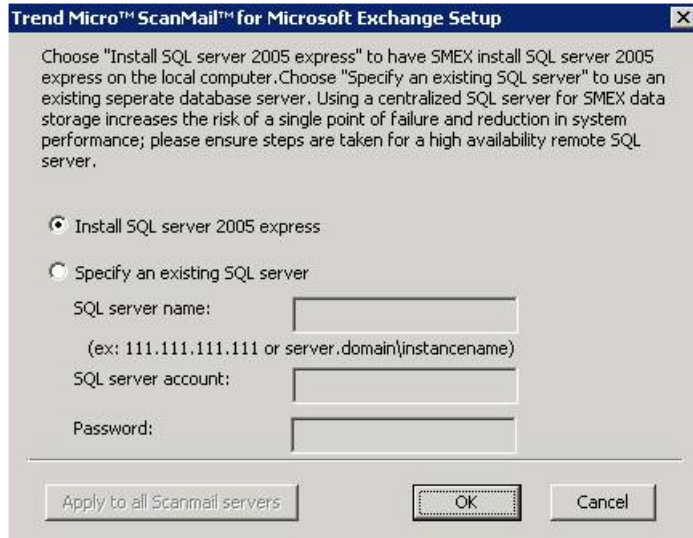 Trend Micro™ ScanMail™ for Microsoft Exchange Setup
Choose "Install SQL server 2005 express" to have SMEX install SQL server 2005
express on the local computer.Choose "Specify an existing SQL server" to use an
existing seperate database server. Using a centralized SQL server for SMEX data
storage increases the risk of a single point of failure and reduction in system
performance; please ensure steps are taken for a high availability remote SQL
server.
Install SQL server 2005 express
Specify an existing SQL server
SQL server name:
(ex: 111.111.111.111 or server.domain\instancename)
SQL server account:
Password:
Apply to all Scanmail servers
OK
Cancel